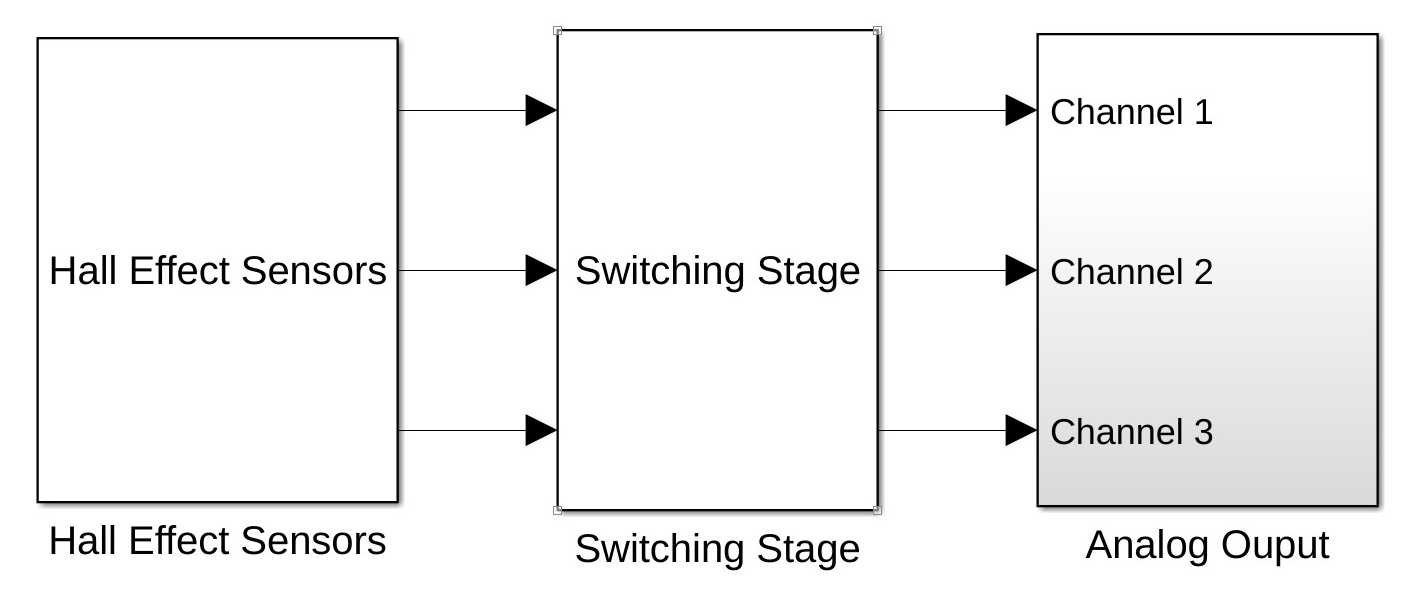 Hall Effect Sensors
Switching Stage
Channel 1
Channel 2
Channel 3
Hall Effect Sensors
Switching Stage
Analog Ouput